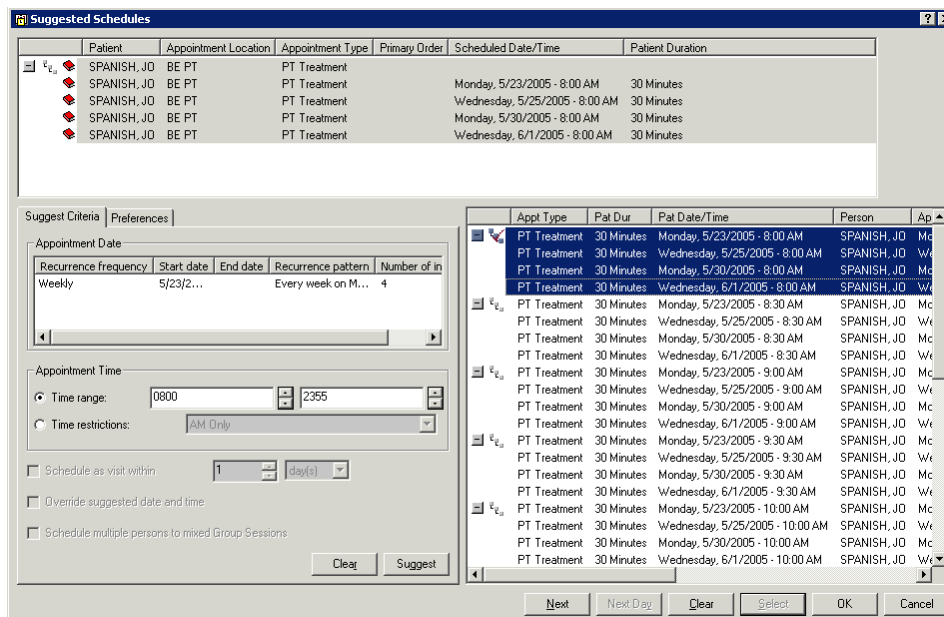 Suggested Schedules
Patient Appointment Location Appointment Type Primary Order Scheduled Date/Time Patient Duration
SPANISH, JO BE PT PT Treatment
SPANISH, JO BE PT PT Treatment Monday, 5/23/2005 - 8:00 AM 30 Minutes
SPANISH, JO BE PT PT Treatment Wednesday, 5/25/2005 - 8:00 AM 30 Minutes
SPANISH, JO BE PT PT Treatment Monday, 5/30/2005 - 8:00 AM 30 Minutes
SPANISH, JO BE PT PT Treatment Wednesday, 6/1/2005 - 8:00 AM 30 Minutes
Suggest Criteria Preferences
Appointment Date
Recurrence frequency Start date End date Recurrence pattern Number of in
Weekly 5/23/2... Every week on M... 4
Appointment Time
Time range: 0800 2355
Time restrictions: AM Only
Schedule as visit within 1 day(s)
Override suggested date and time
Schedule multiple persons to mixed Group Sessions
Clear Suggest
Appt Type Pat Dur Pat Date/Time Person Ap
PT Treatment 30 Minutes Monday, 5/23/2005 - 8:00 AM SPANISH, JO Mo
PT Treatment 30 Minutes Wednesday, 5/25/2005 - 8:00 AM SPANISH, JO We
PT Treatment 30 Minutes Monday, 5/30/2005 - 8:00 AM SPANISH, JO Mo
PT Treatment 30 Minutes Wednesday, 6/1/2005 - 8:00 AM SPANISH, JO We
PT Treatment 30 Minutes Monday, 5/23/2005 - 8:30 AM SPANISH, JO Mo
PT Treatment 30 Minutes Wednesday, 5/25/2005 - 8:30 AM SPANISH, JO We
PT Treatment 30 Minutes Monday, 5/30/2005 - 8:30 AM SPANISH, JO Mo
PT Treatment 30 Minutes Wednesday, 6/1/2005 - 8:30 AM SPANISH, JO We
PT Treatment 30 Minutes Monday, 5/23/2005 - 9:00 AM SPANISH, JO Mo
PT Treatment 30 Minutes Wednesday, 5/25/2005 - 9:00 AM SPANISH, JO We
PT Treatment 30 Minutes Monday, 5/30/2005 - 9:00 AM SPANISH, JO Mo
PT Treatment 30 Minutes Wednesday, 6/1/2005 - 9:00 AM SPANISH, JO We
PT Treatment 30 Minutes Monday, 5/23/2005 - 9:30 AM SPANISH, JO Mo
PT Treatment 30 Minutes Wednesday, 5/25/2005 - 9:30 AM SPANISH, JO We
PT Treatment 30 Minutes Monday, 5/30/2005 - 9:30 AM SPANISH, JO Mo
PT Treatment 30 Minutes Wednesday, 6/1/2005 - 9:30 AM SPANISH, JO We
PT Treatment 30 Minutes Monday, 5/23/2005 - 10:00 AM SPANISH, JO Mo
PT Treatment 30 Minutes Wednesday, 5/25/2005 - 10:00 AM SPANISH, JO We
PT Treatment 30 Minutes Monday, 5/30/2005 - 10:00 AM SPANISH, JO Mo
PT Treatment 30 Minutes Wednesday, 6/1/2005 - 10:00 AM SPANISH, JO We
Next Next Day Clear Select OK Cancel